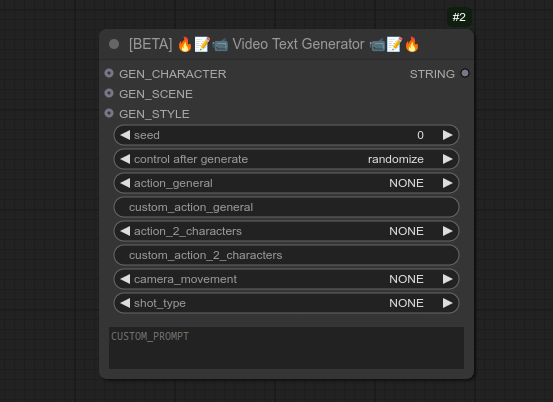 #2
[BETA] 🔥📝📹 Video Text Generator 📹📝🔥
GEN_CHARACTER STRING
GEN_SCENE
GEN_STYLE
seed 0
control after generate randomize
action_general NONE
custom_action_general
action_2_characters NONE
custom_action_2_characters
camera_movement NONE
shot_type NONE
CUSTOM_PROMPT